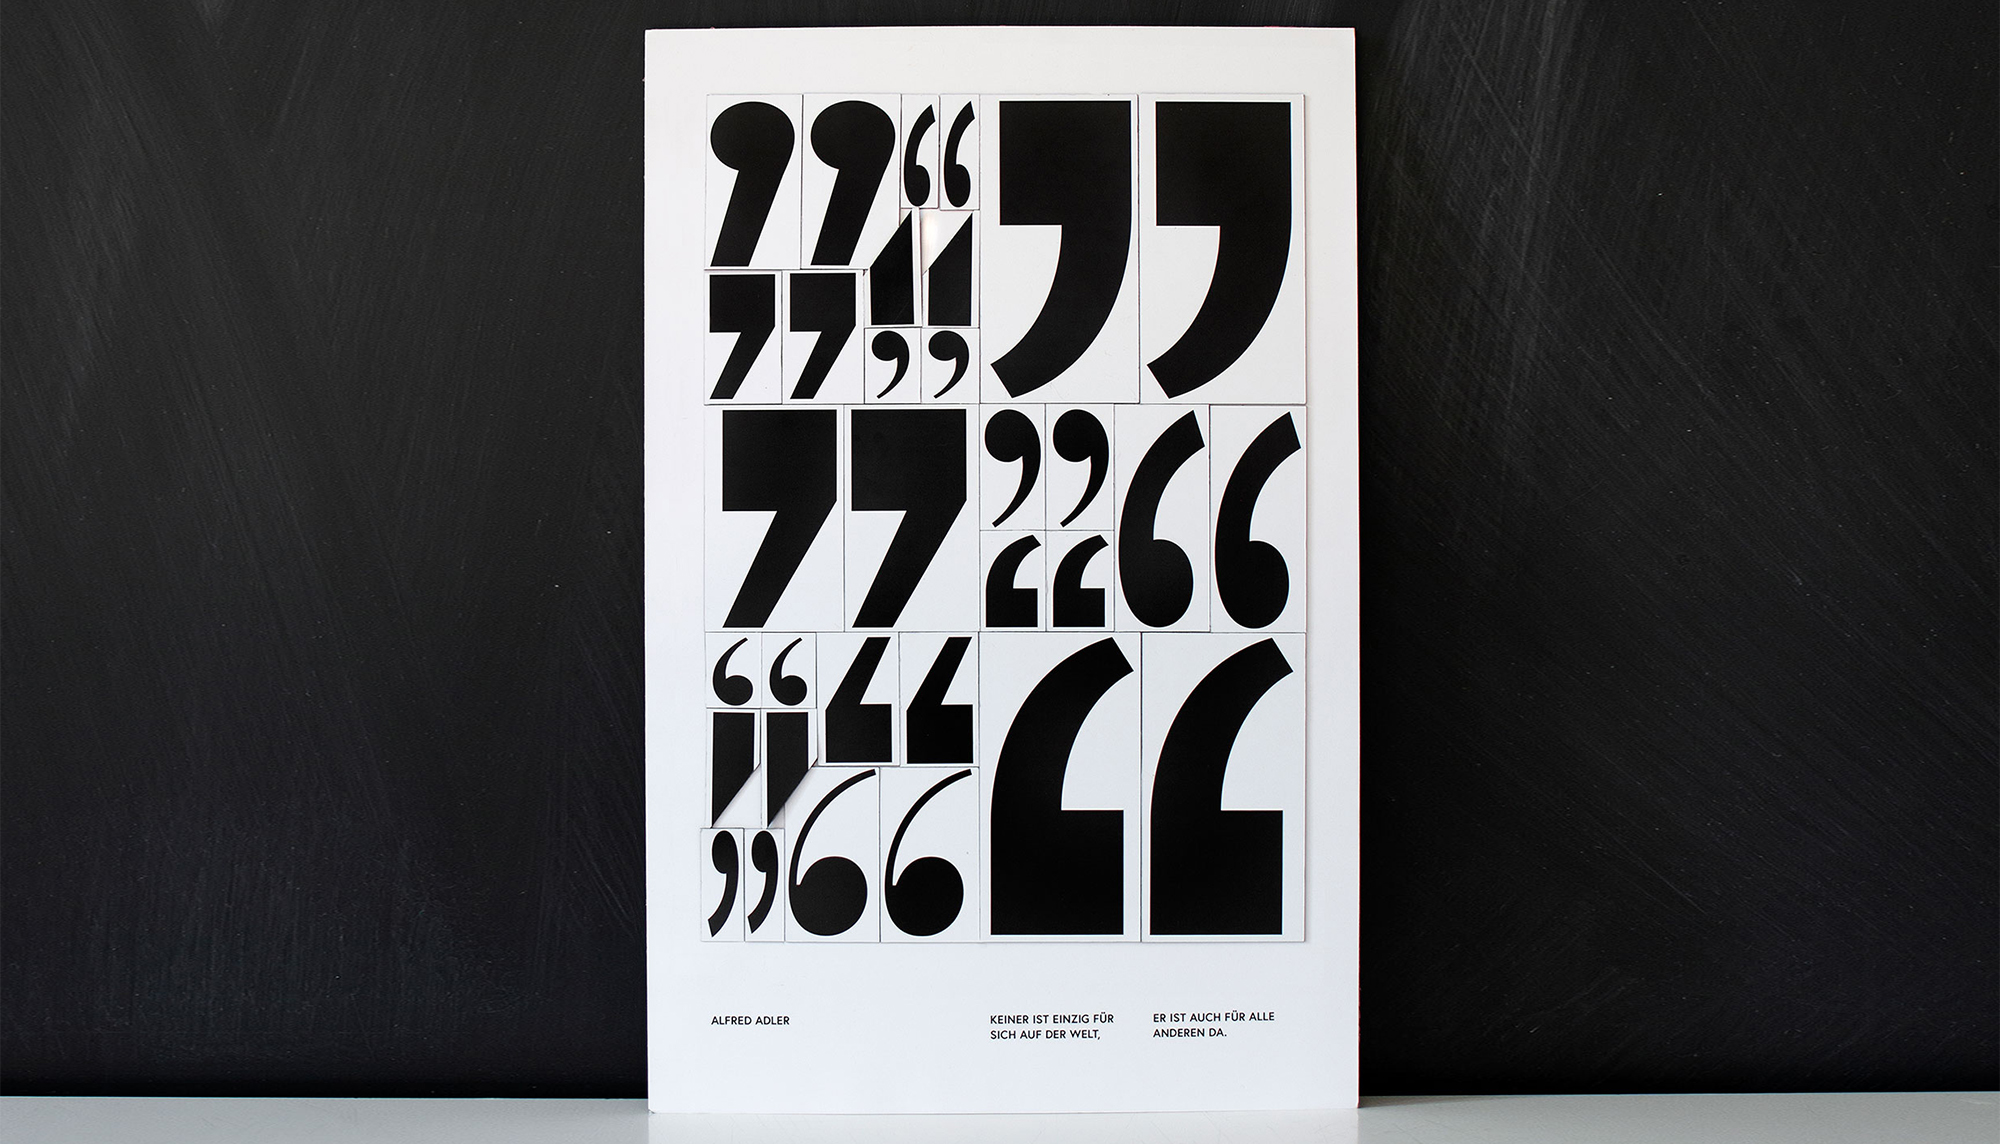 ALFRED ADLER
KEINER IST EINZIG FÜR
SICH AUF DER WELT,
ER IST AUCH FÜR ALLE
ANDEREN DA.